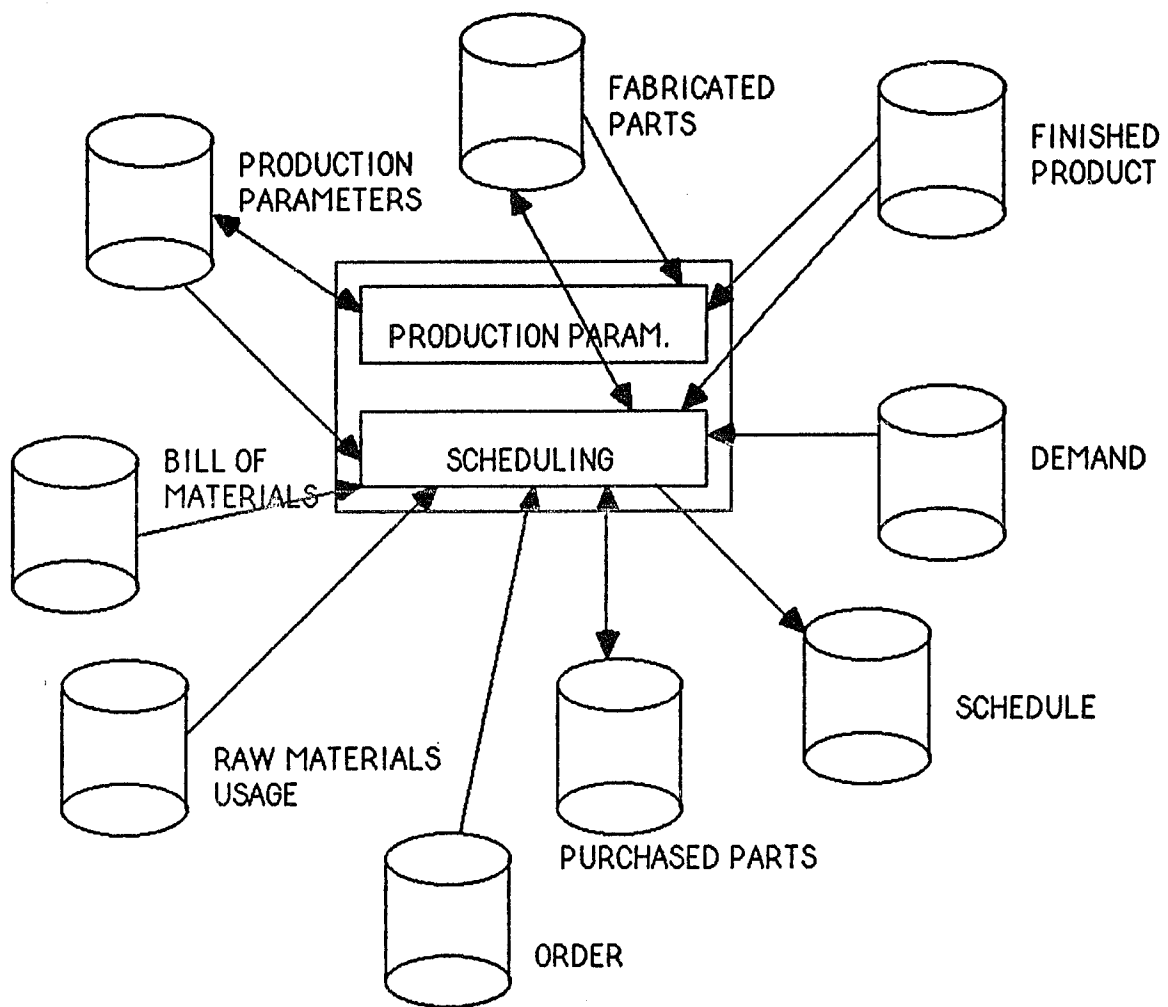 FABRICATED
PARTS
FINISHED
PRODUCT
PRODUCTION
PARAMETERS
PRODUCTION PARAM.
BILL OF
MATERIALS
SCHEDULING
DEMAND
SCHEDULE
RAW MATERIALS
USAGE
PURCHASED PARTS
ORDER